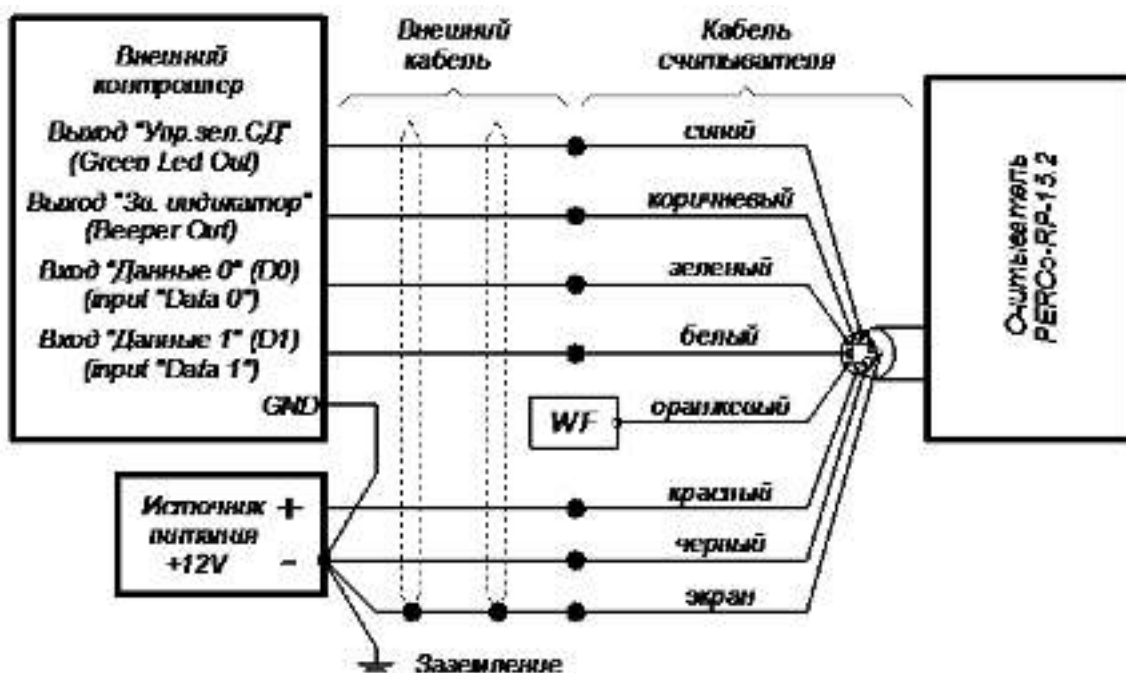 Внешний
контроллер
Выход "Упр.зел.СД"
(Green Led Out)
Выход "Зв. индикатор"
(Beeper Out)
Вход "Данные 0" (D0)
(input "Data 0")
Вход "Данные 1" (D1)
(input "Data 1")
GND
Источник
питания
+12V
+
-
Внешний
кабель
Кабель
считывателя
синий
коричневый
зеленый
белый
оранжевый
WF
красный
черный
экран
Заземление
Считыватель
PERCo-RP-15.2